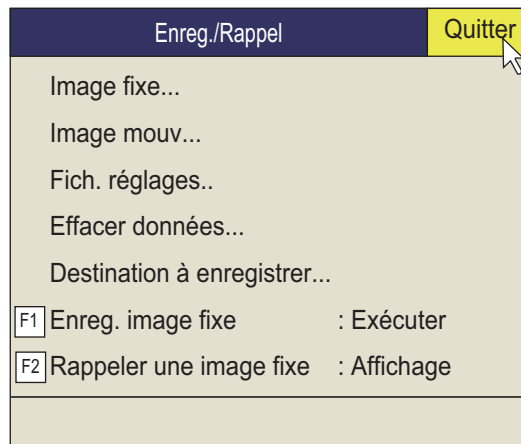 Enreg./Rappel Quitter
Image fixe...
Image mouv...
Fich. réglages..
Effacer données...
Destination à enregistrer...
F1 Enreg. image fixe : Exécuter
F2 Rappeler une image fixe : Affichage